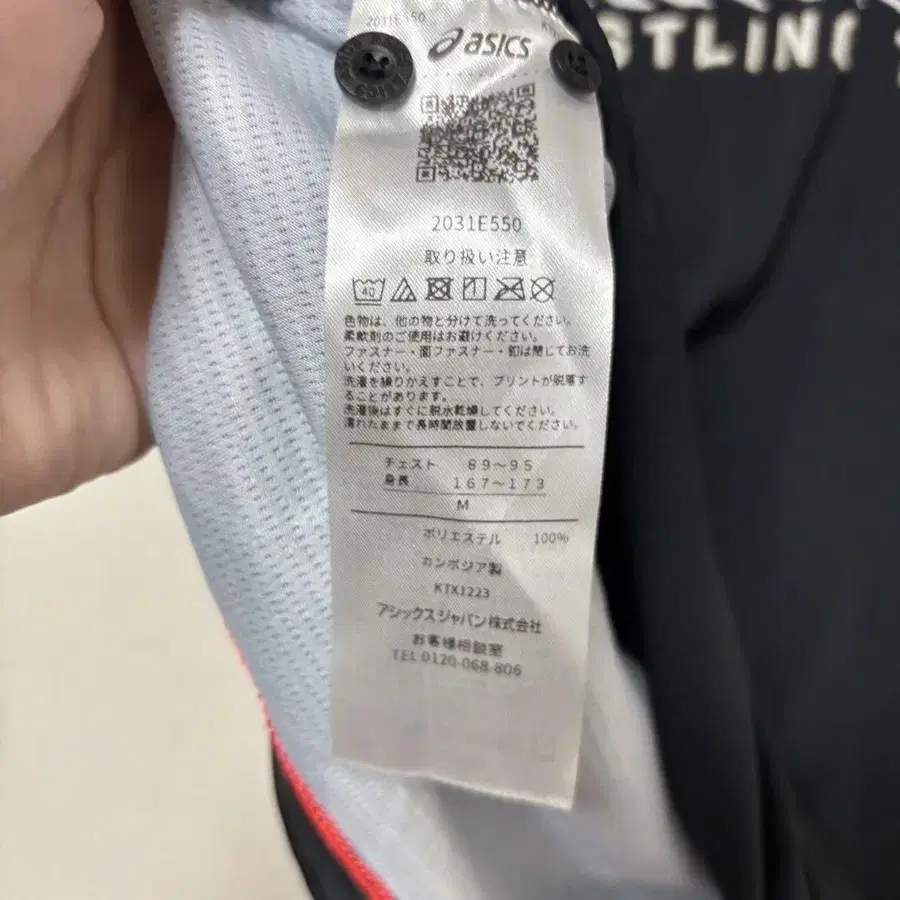 2031E550
asics
STLING
2031E550
取り扱い注意
40
色物は、他の物と分けて洗ってください。
柔軟剤のご使用はお避けください。
ファスナー・面ファスナー・釦は閉じてお洗
いください。
洗濯を繰りかえすことで、プリントが脱落す
ることがあります。
洗濯後はすぐに脱水乾燥してください。
濡れたままで長時間放置しないでください。
チェスト 89～95
身長 167～173
M
ポリエステル 100%
カンボジア製
KTX1223
アシックスジャパン株式会社
お客様相談室
TEL 0120-068-806